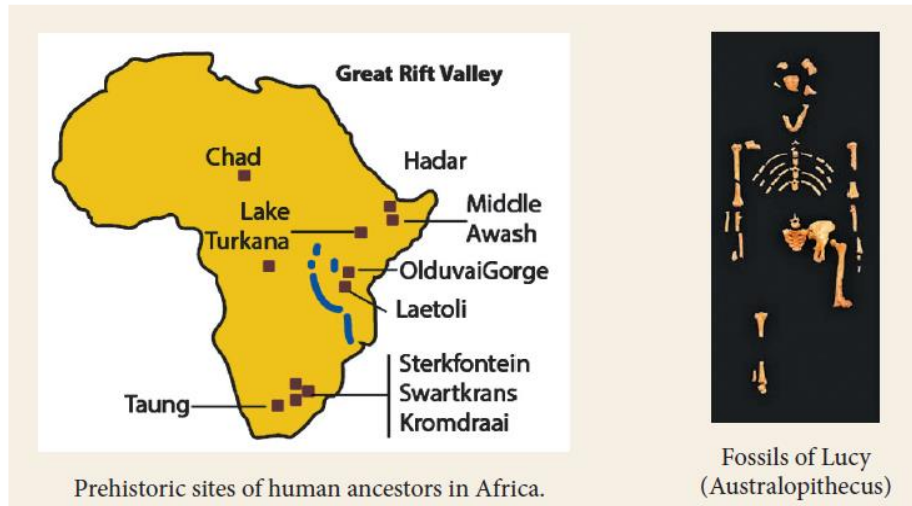 Great Rift Valley
Chad
Hadar
Lake
Turkana
Middle
Awash
OlduvaiGorge
Laetoli
Taung
Sterkfontein
Swartkrans
Kromdraai
Prehistoric sites of human ancestors in Africa.
Fossils of Lucy
(Australopithecus)